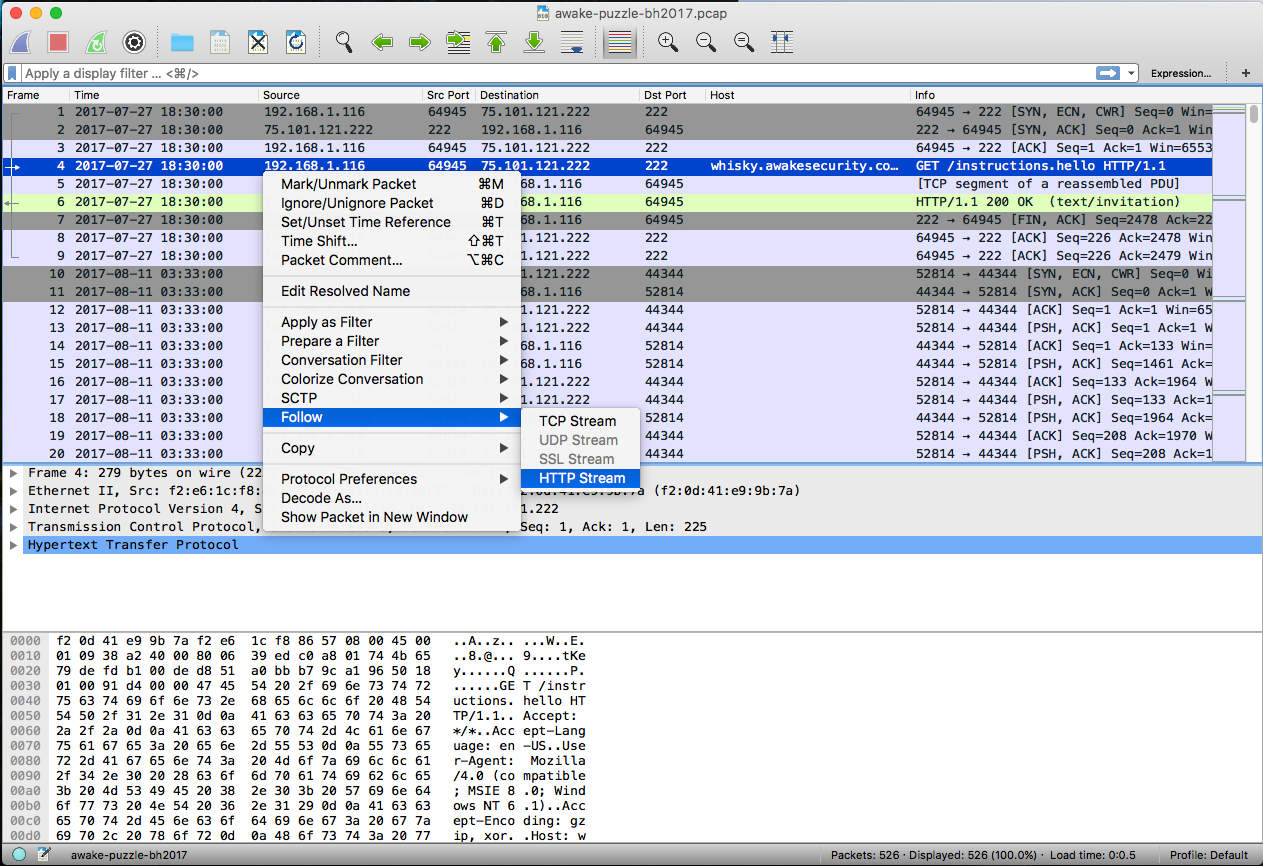 awake-puzzle-bh2017.pcap
Apply a display filter ... <⌘/>
Expression...
+
Frame Time Source Src Port Destination Dst Port Host Info
1 2017-07-27 18:30:00 192.168.1.116 64945 75.101.121.222 222 64945 → 222 [SYN, ECN, CWR] Seq=0 Win=
2 2017-07-27 18:30:00 75.101.121.222 222 192.168.1.116 64945 222 → 64945 [SYN, ACK] Seq=0 Ack=1 Win
3 2017-07-27 18:30:00 192.168.1.116 64945 75.101.121.222 222 64945 → 222 [ACK] Seq=1 Ack=1 Win=6553
4 2017-07-27 18:30:00 192.168.1.116 64945 75.101.121.222 222 whisky.awakesecurity.co… GET /instructions.hello HTTP/1.1
5 2017-07-27 18:30:00 68.1.116 64945 [TCP segment of a reassembled PDU]
6 2017-07-27 18:30:00 68.1.116 64945 HTTP/1.1 200 OK (text/invitation)
7 2017-07-27 18:30:00 68.1.116 64945 222 → 64945 [FIN, ACK] Seq=2478 Ack=22
8 2017-07-27 18:30:00 1.121.222 222 64945 → 222 [ACK] Seq=226 Ack=2478 Win
9 2017-07-27 18:30:00 1.121.222 222 64945 → 222 [ACK] Seq=226 Ack=2479 Win
10 2017-08-11 03:33:00 1.121.222 44344 52814 → 44344 [SYN, ECN, CWR] Seq=0 Wi
11 2017-08-11 03:33:00 68.1.116 52814 44344 → 52814 [SYN, ACK] Seq=0 Ack=1 W
12 2017-08-11 03:33:00 1.121.222 44344 52814 → 44344 [ACK] Seq=1 Ack=1 Win=65
13 2017-08-11 03:33:00 1.121.222 44344 52814 → 44344 [PSH, ACK] Seq=1 Ack=1 W
14 2017-08-11 03:33:00 68.1.116 52814 44344 → 52814 [ACK] Seq=1 Ack=133 Win=
15 2017-08-11 03:33:00 68.1.116 52814 44344 → 52814 [PSH, ACK] Seq=1461 Ack=1
16 2017-08-11 03:33:00 1.121.222 44344 52814 → 44344 [ACK] Seq=133 Ack=1964 W
17 2017-08-11 03:33:00 1.121.222 44344 52814 → 44344 [PSH, ACK] Seq=133 Ack=1
18 2017-08-11 03:33:00 52814 44344 → 52814 [PSH, ACK] Seq=1964 Ack=
19 2017-08-11 03:33:00 44344 52814 → 44344 [ACK] Seq=208 Ack=1970 W
20 2017-08-11 03:33:00 44344 52814 → 44344 [PSH, ACK] Seq=208 Ack=1
Mark/Unmark Packet ⌘M
Ignore/Unignore Packet ⌘D
Set/Unset Time Reference ⌘T
Time Shift... ⇧⌘T
Packet Comment... ⌥⌘C
Edit Resolved Name
Apply as Filter
Prepare a Filter
Conversation Filter
Colorize Conversation
SCTP
Follow
Copy
Protocol Preferences
Decode As...
Show Packet in New Window
TCP Stream
UDP Stream
SSL Stream
HTTP Stream
Frame 4: 279 bytes on wire (22
Ethernet II, Src: f2:e6:1c:f8: (f2:0d:41:e9:9b:7a)
Internet Protocol Version 4, S 1.222
Transmission Control Protocol, Seq: 1, Ack: 1, Len: 225
Hypertext Transfer Protocol
0000 f2 0d 41 e9 9b 7a f2 e6 1c f8 86 57 08 00 45 00 ..A..z.. ...W..E.
0010 01 09 38 a2 40 00 80 06 39 ed c0 a8 01 74 4b 65 ..8.@... 9....tKe
0020 79 de fd b1 00 de d8 51 a0 bb b7 9c a1 96 50 18 y......Q ......P.
0030 01 00 91 d4 00 00 47 45 54 20 2f 69 6e 73 74 72 ......GE T /instr
0040 75 63 74 69 6f 6e 73 2e 68 65 6c 6c 6f 20 48 54 uctions. hello HT
0050 54 50 2f 31 2e 31 0d 0a 41 63 63 65 70 74 3a 20 TP/1.1.. Accept:
0060 2a 2f 2a 0d 0a 41 63 63 65 70 74 2d 4c 61 6e 67 */*..Acc ept-Lang
0070 75 61 67 65 3a 20 65 6e 2d 55 53 0d 0a 55 73 65 uage: en -US..Use
0080 72 2d 41 67 65 6e 74 3a 20 4d 6f 7a 69 6c 6c 61 r-Agent: Mozilla
0090 2f 34 2e 30 20 28 63 6f 6d 70 61 74 69 62 6c 65 /4.0 (co mpatible
00a0 3b 20 4d 53 49 45 20 38 2e 30 3b 20 57 69 6e 64 ; MSIE 8 .0; Wind
00b0 6f 77 73 20 4e 54 20 36 2e 31 29 0d 0a 41 63 63 ows NT 6 .1)..Acc
00c0 65 70 74 2d 45 6e 63 6f 64 69 6e 67 3a 20 67 7a ept-Enco ding: gz
00d0 69 70 2c 20 78 6f 72 0d 0a 48 6f 73 74 3a 20 77 ip, xor. .Host: w
awake-puzzle-bh2017
Packets: 526 · Displayed: 526 (100.0%) · Load time: 0:0.5
Profile: Default